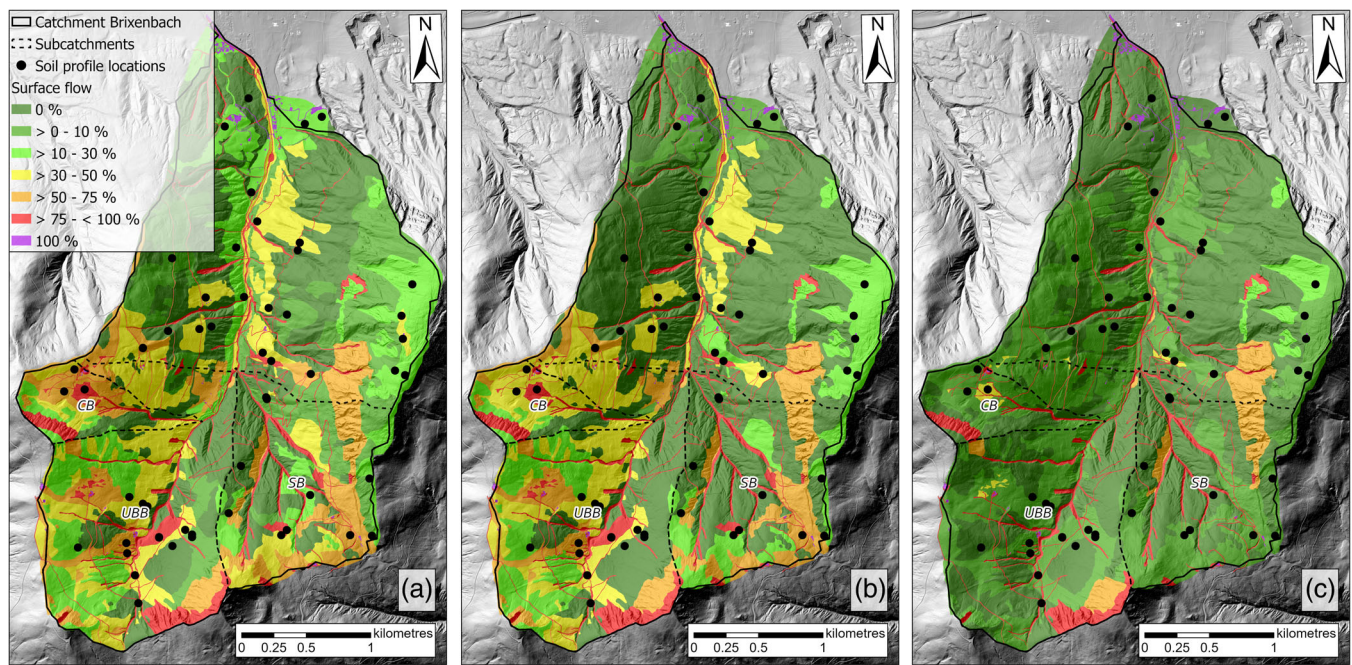 Catchment Brixenbach
Subcatchments
Soil profile locations
Surface flow
0 %
> 0 - 10 %
> 10 - 30 %
> 30 - 50 %
> 50 - 75 %
> 75 - < 100 %
100 %
N
CB
SB
UBB
(a)
kilometres
0 0.25 0.5 1
N
CB
SB
UBB
(b)
kilometres
0 0.25 0.5 1
N
CB
SB
UBB
(c)
kilometres
0 0.25 0.5 1